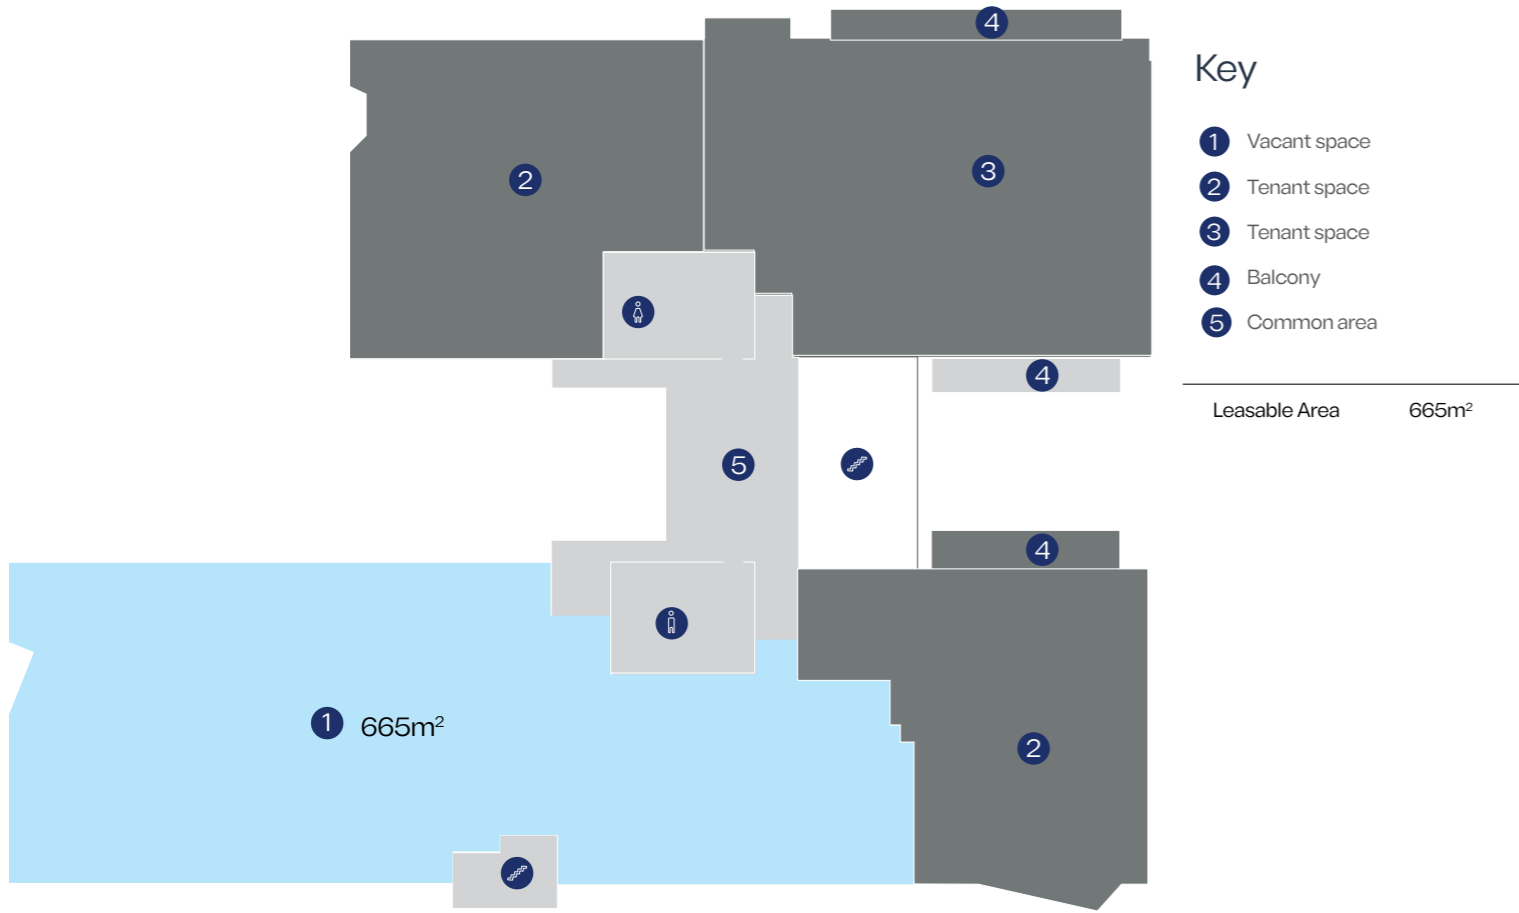 4
Key
1 Vacant space
2 Tenant space
3 Tenant space
4 Balcony
5 Common area
Leasable Area 665m²
2
3
4
5
4
1 665m²
2